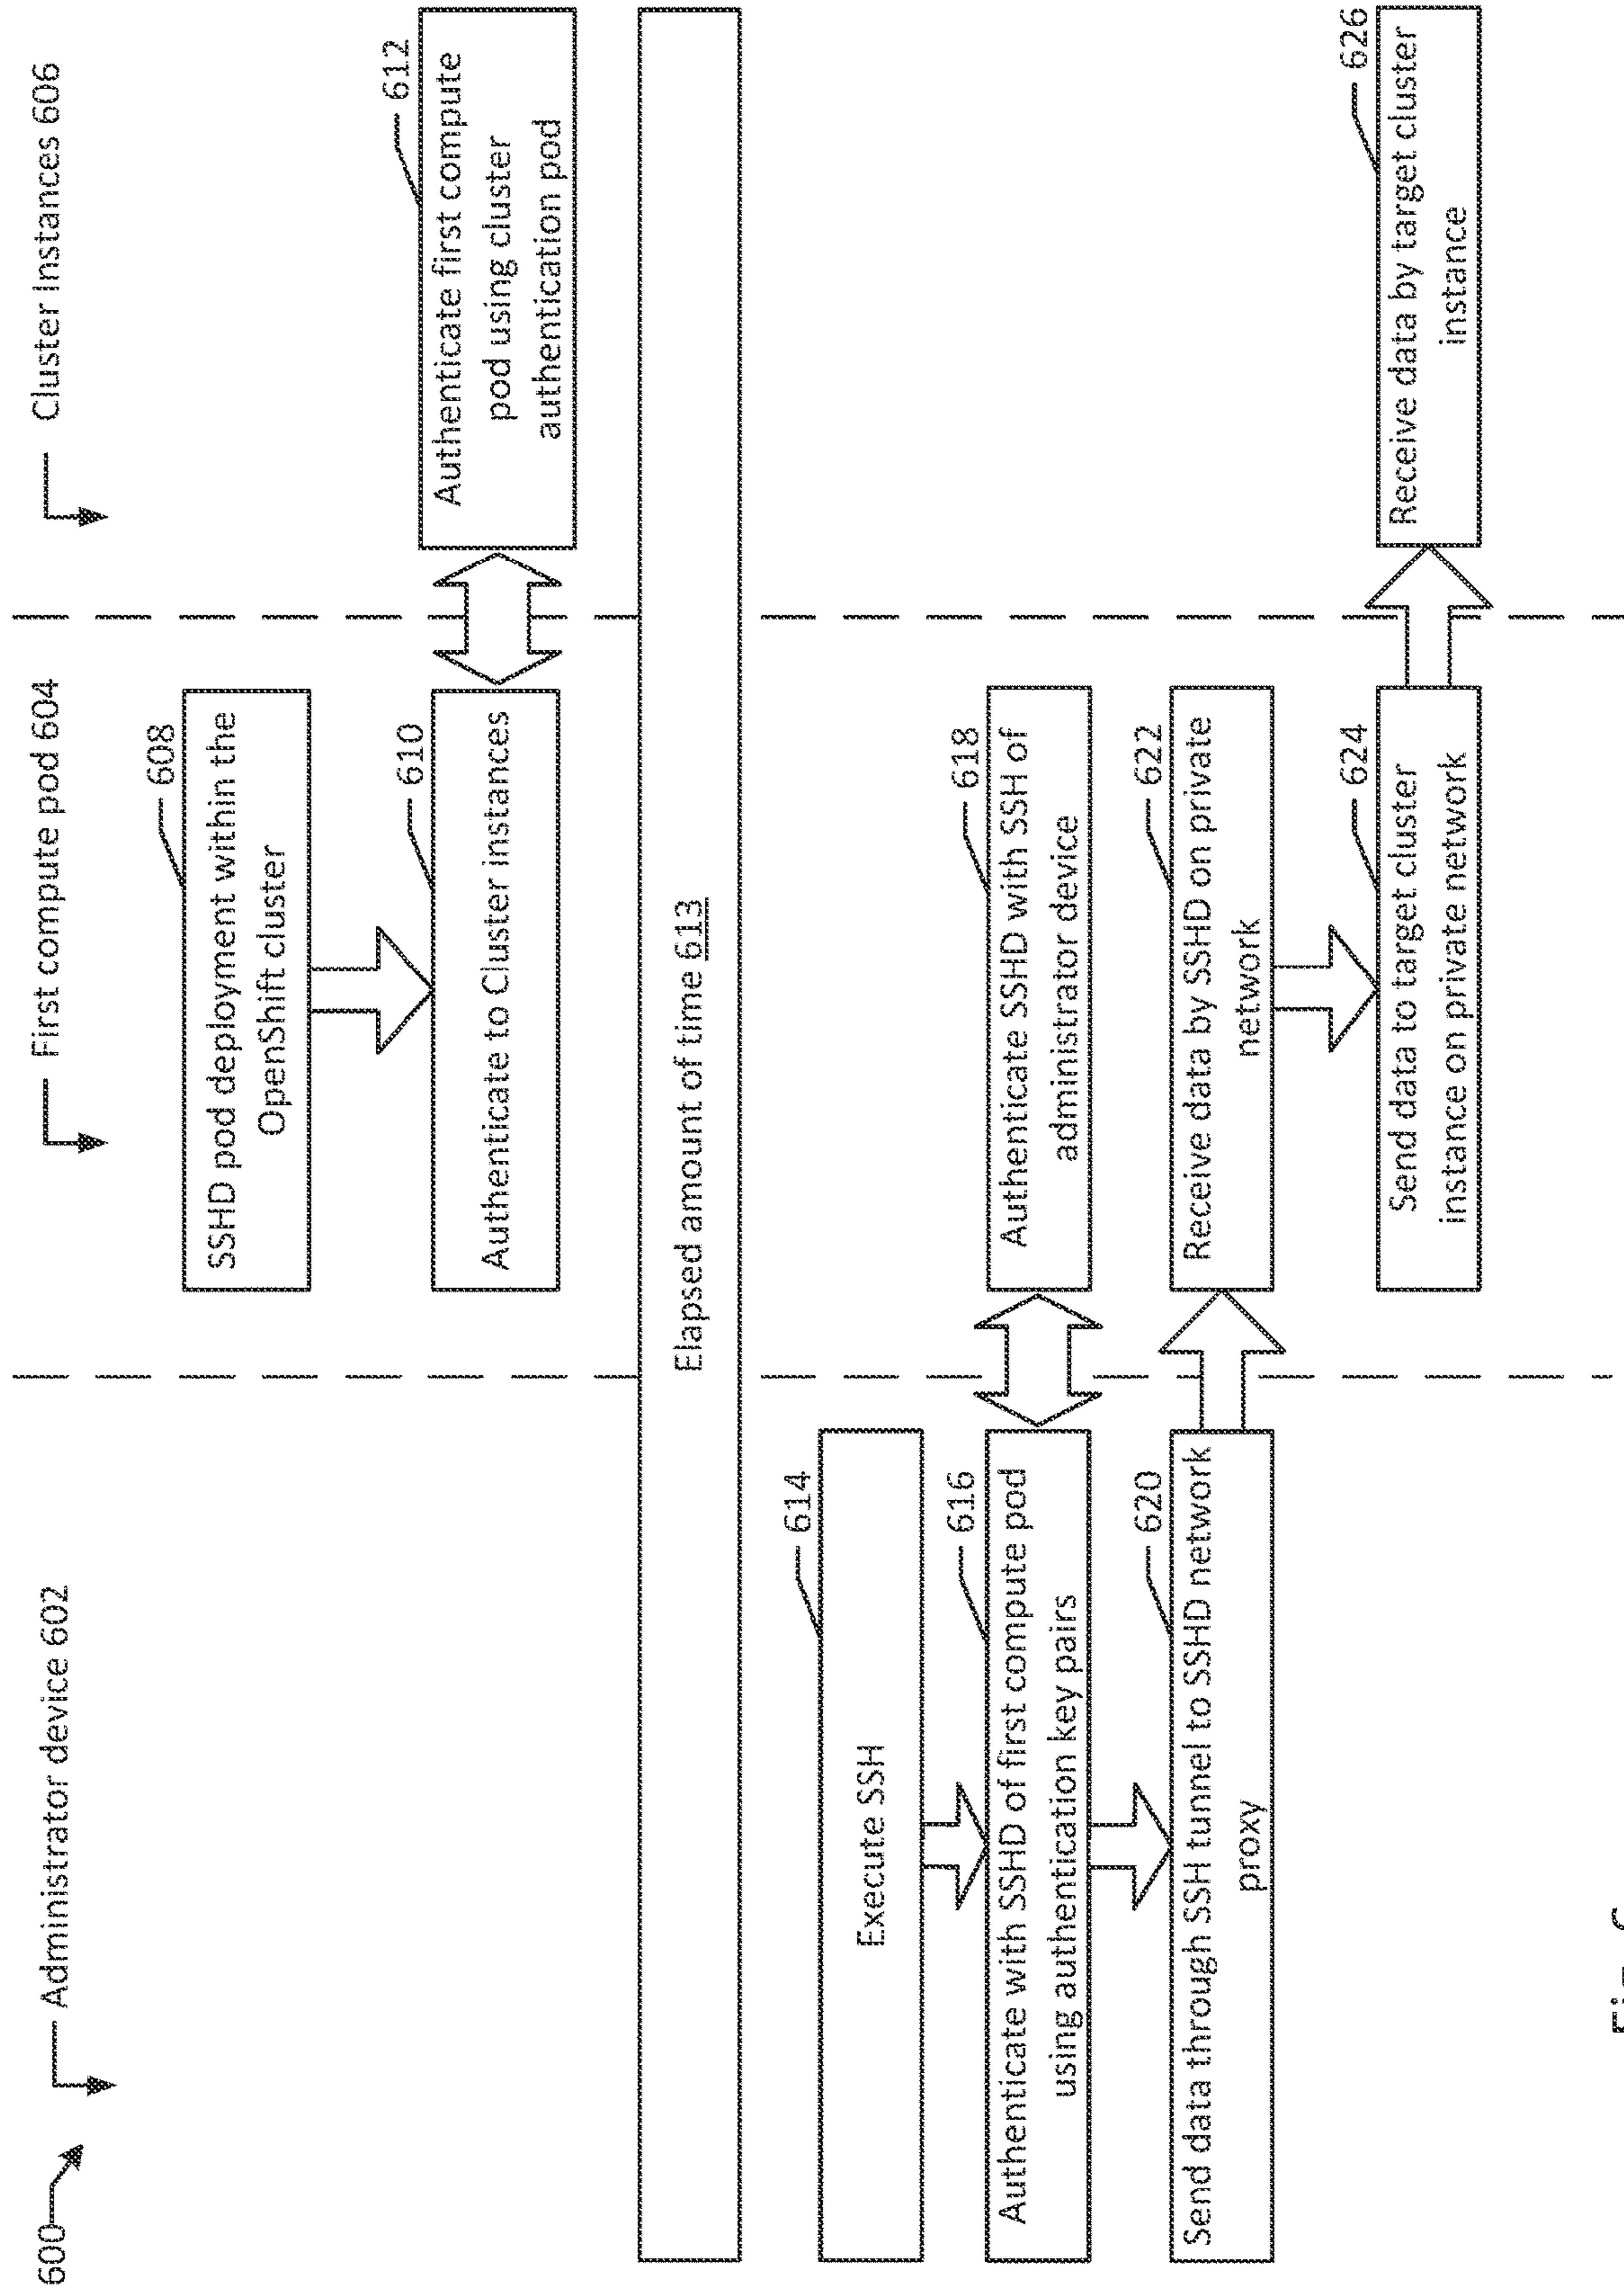 600
Administrator device 602
First compute pod 604
Cluster Instances 606
608
SSHD pod deployment within the
OpenShift cluster
610
Authenticate to Cluster instances
612
Authenticate first compute
pod using cluster
authentication pod
Elapsed amount of time 613
614
Execute SSH
616
Authenticate with SSHD of first compute pod
using authentication key pairs
618
Authenticate SSHD with SSH of
administrator device
620
Send data through SSH tunnel to SSHD network
proxy
622
Receive data by SSHD on private
network
624
Send data to target cluster
instance on private network
626
Receive data by target cluster
instance